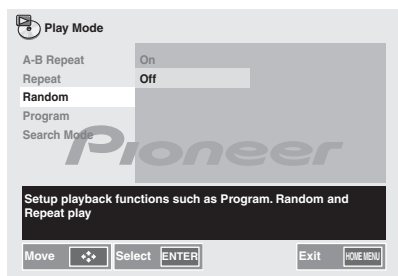 Play Mode
A-B Repeat On
Repeat Off
Random
Program
Search Mode
Pioneer
Setup playback functions such as Program. Random and
Repeat play
Move Select ENTER Exit HOME MENU